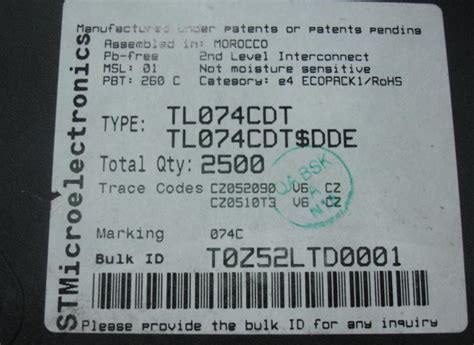 Manufactured under patents or patents pending
Assembled in: MOROCCO
Pb-free 2nd Level Interconnect
MSL: 01 Not moisture sensitive
PBT: 260 C Category: e4 ECOPACK1/RoHS
TYPE: TL074CDT
TL074CDT$DDE
Total Qty: 2500
Trace Codes CZ052090 V6 CZ
CZ0510T3 V6 CZ
Marking 074C
Bulk ID T0Z52LTD0001
Please provide the bulk ID for any inquiry
STMicroelectronics